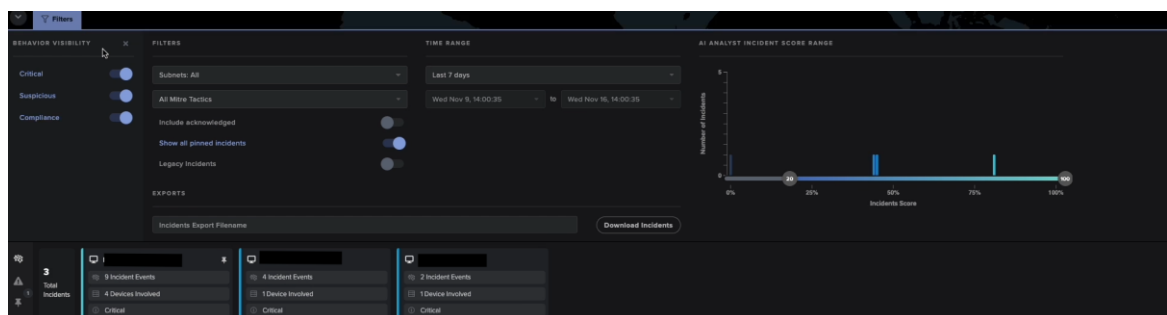 Filters
BEHAVIOR VISIBILITY
Critical
Suspicious
Compliance
FILTERS
Subnets: All
All Mitre Tactics
Include acknowledged
Show all pinned incidents
Legacy Incidents
EXPORTS
Incidents Export Filename
Download Incidents
TIME RANGE
Last 7 days
Wed Nov 9, 14:00:35 to Wed Nov 16, 14:00:35
AI ANALYST INCIDENT SCORE RANGE
Number of Incidents
5
0
20
100
0% 25% 50% 75% 100%
Incidents Score
1
3
Total
Incidents
9 Incident Events
4 Devices Involved
Critical
4 Incident Events
1 Device Involved
Critical
2 Incident Events
1 Device Involved
Critical